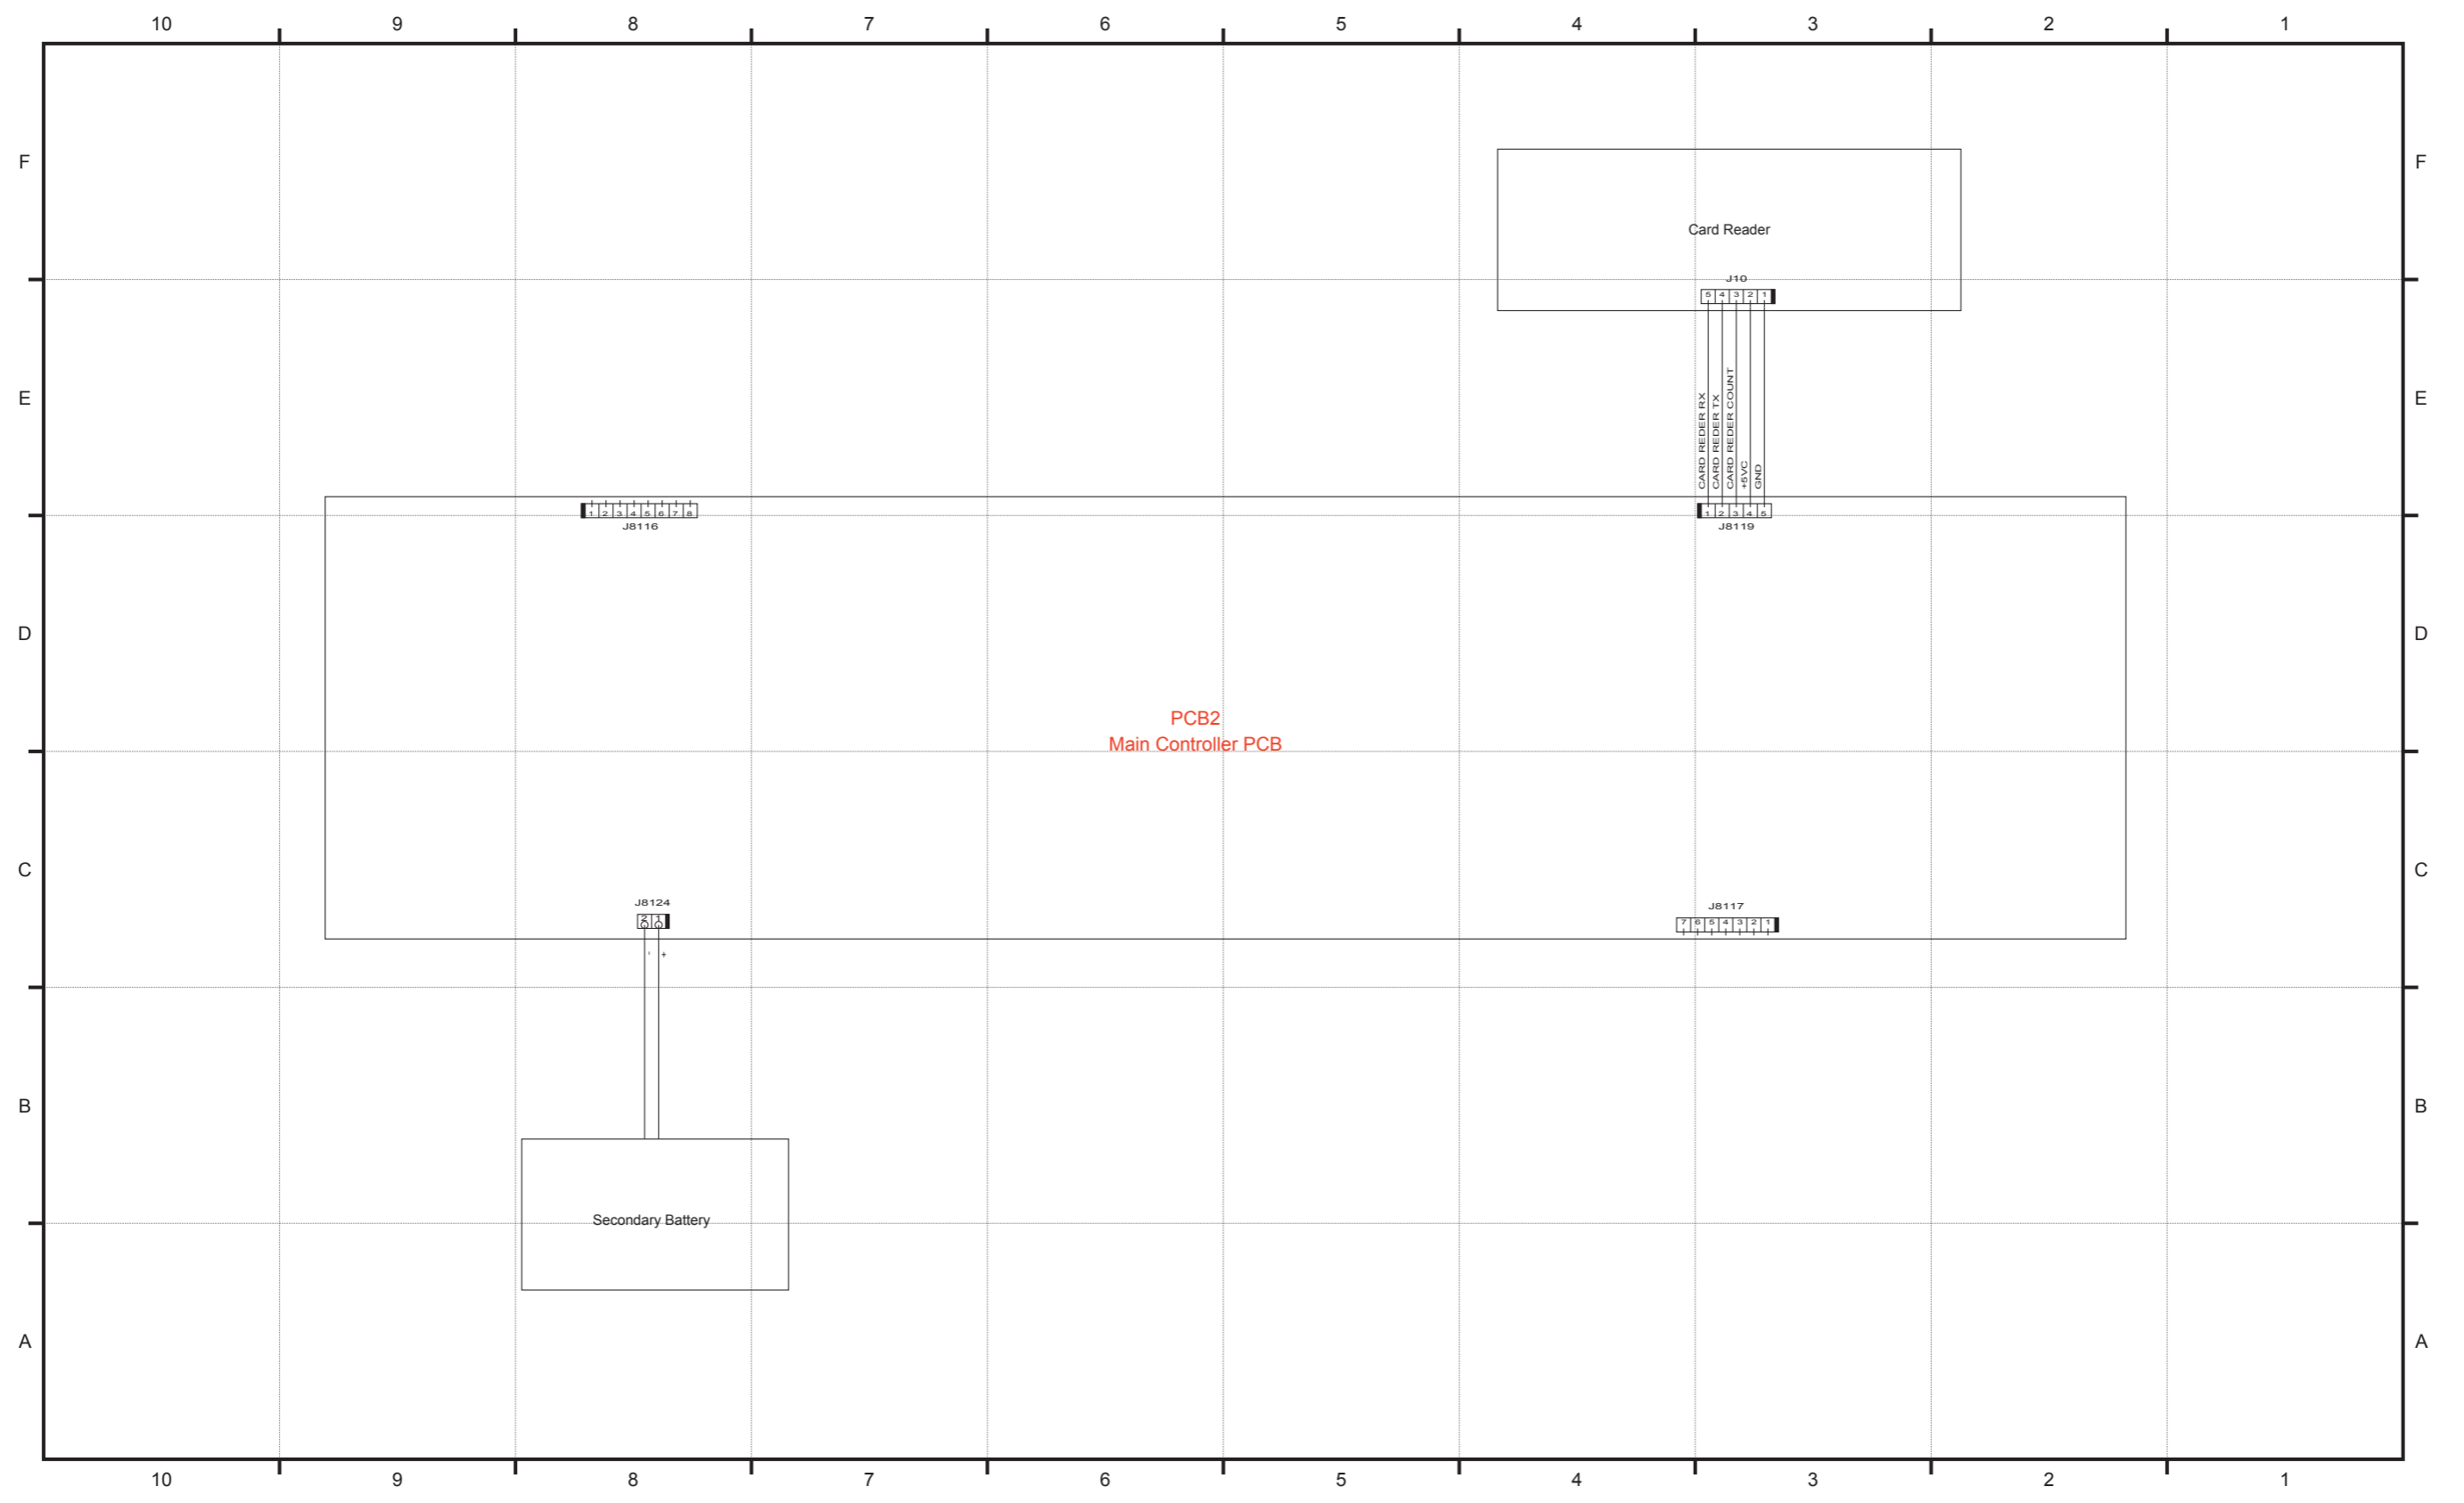 10 9 8 7 6 5 4 3 2 1
F F
Card Reader
J10
5 4 3 2 1
E E
CARD REDER RX
CARD REDER TX
CARD REDER COUNT
+5VC
GND
1 2 3 4 5 6 7 8
J8116
1 2 3 4 5
J8119
D D
PCB2
Main Controller PCB
C C
J8124
2 1
- +
J8117
7 6 5 4 3 2 1
B B
Secondary Battery
A A
10 9 8 7 6 5 4 3 2 1